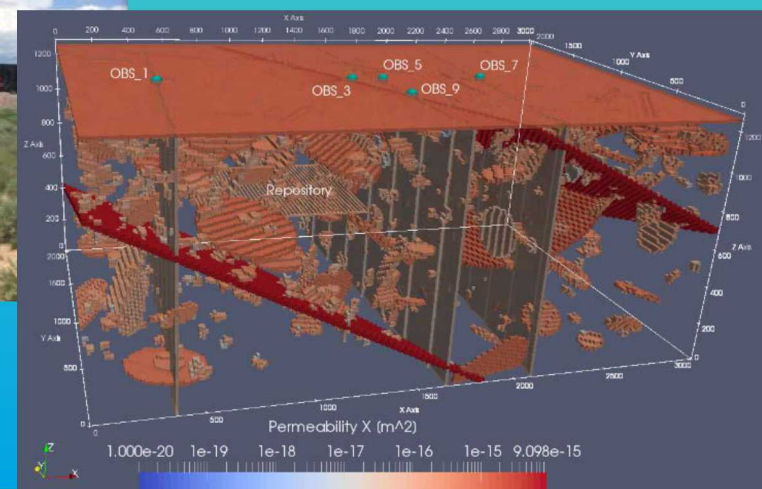 X Axis
0 200 400 600 800 1000 1200 1400 1600 1800 2000 2200 2400 2600 2800 3000 2000
1500
Y Axis
1000
500
0
1200
1000
800
600
400
200
0
Z Axis
OBS_1
OBS_3
OBS_5
OBS_9
OBS_7
Repository
1200
1000
800
600
400
200
0
Z Axis
2000
1500
1000
500
0
Y Axis
0 500 1000 1500 2000 2500 3000
X Axis
Permeability X [m^2]
1.000e-20 1e-19 1e-18 1e-17 1e-16 1e-15 9.098e-15
Z
Y
X